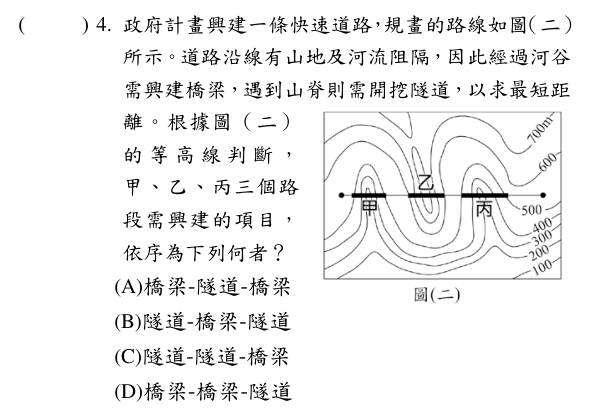 (　　) 4. 政府計畫興建一條快速道路，規畫的路線如圖(二)
所示。道路沿線有山地及河流阻隔，因此經過河谷
需興建橋梁，遇到山脊則需開挖隧道，以求最短距
離。根據圖（二）
的等高線判斷，
甲、乙、丙三個路
段需興建的項目，
依序為下列何者？
(A)橋梁-隧道-橋梁
(B)隧道-橋梁-隧道
(C)隧道-隧道-橋梁
(D)橋梁-橋梁-隧道
700m
600
乙
甲
丙
500
400
300
200
100
圖(二)